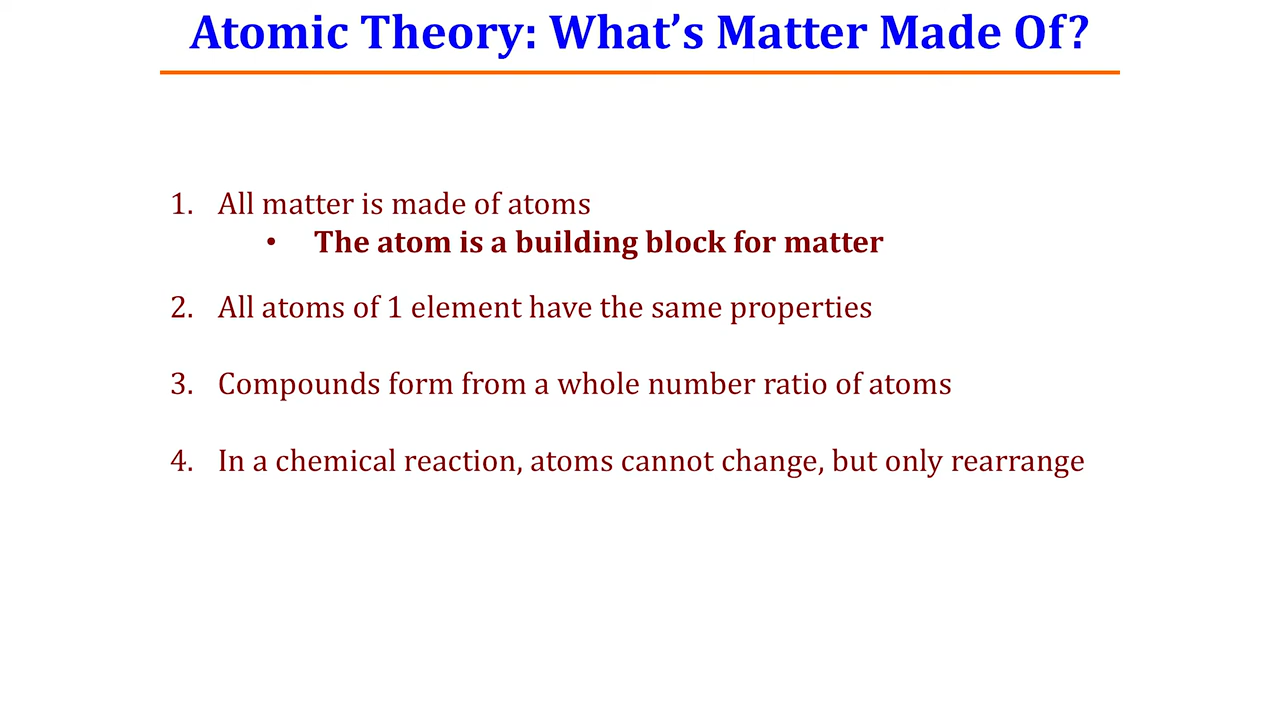 Atomic Theory: What’s Matter Made Of?
1. All matter is made of atoms
• The atom is a building block for matter
2. All atoms of 1 element have the same properties
3. Compounds form from a whole number ratio of atoms
4. In a chemical reaction, atoms cannot change, but only rearrange